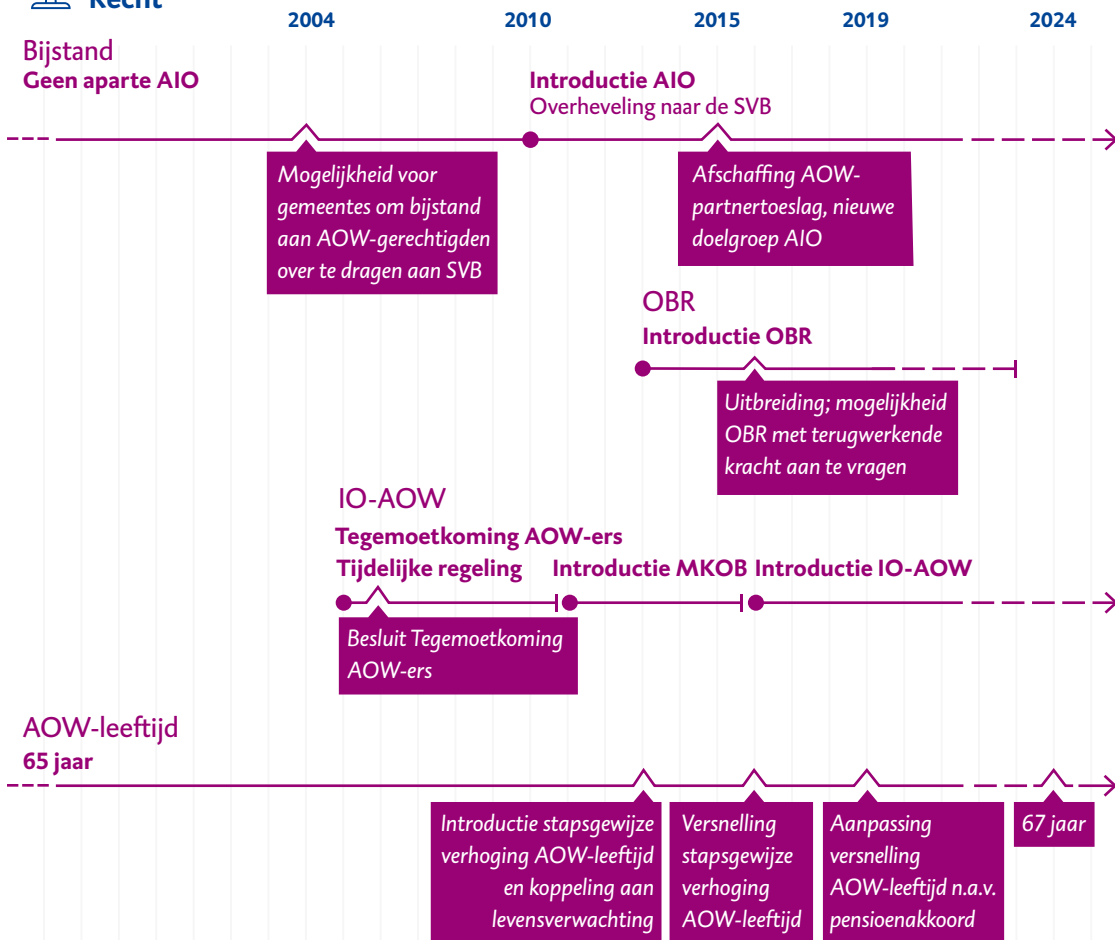 Recht
2004 2010 2015 2019 2024
Bijstand
Geen aparte AIO
Introductie AIO
Overheveling naar de SVB
Mogelijkheid voor
gemeentes om bijstand
aan AOW-gerechtigden
over te dragen aan SVB
Afschaffing AOW-
partnertoeslag, nieuwe
doelgroep AIO
OBR
Introductie OBR
Uitbreiding; mogelijkheid
OBR met terugwerkende
kracht aan te vragen
IO-AOW
Tegemoetkoming AOW-ers
Tijdelijke regeling
Introductie MKOB
Introductie IO-AOW
Besluit Tegemoetkoming
AOW-ers
AOW-leeftijd
65 jaar
Introductie stapsgewijze
verhoging AOW-leeftijd
en koppeling aan
levensverwachting
Versnelling
stapsgewijze
verhoging
AOW-leeftijd
Aanpassing
versnelling
AOW-leeftijd n.a.v.
pensioenakkoord
67 jaar